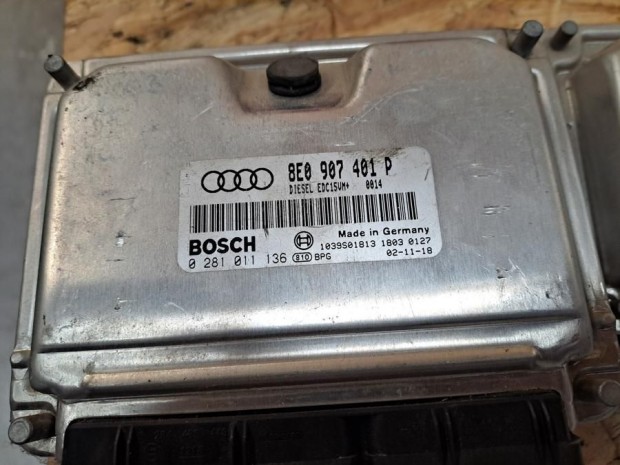 8E0 907 401 P
DIESEL EDC15VM+ 0014
BOSCH Made in Germany
1039S01813 1803 0127
0 281 011 136 810 BPG 02-11-18